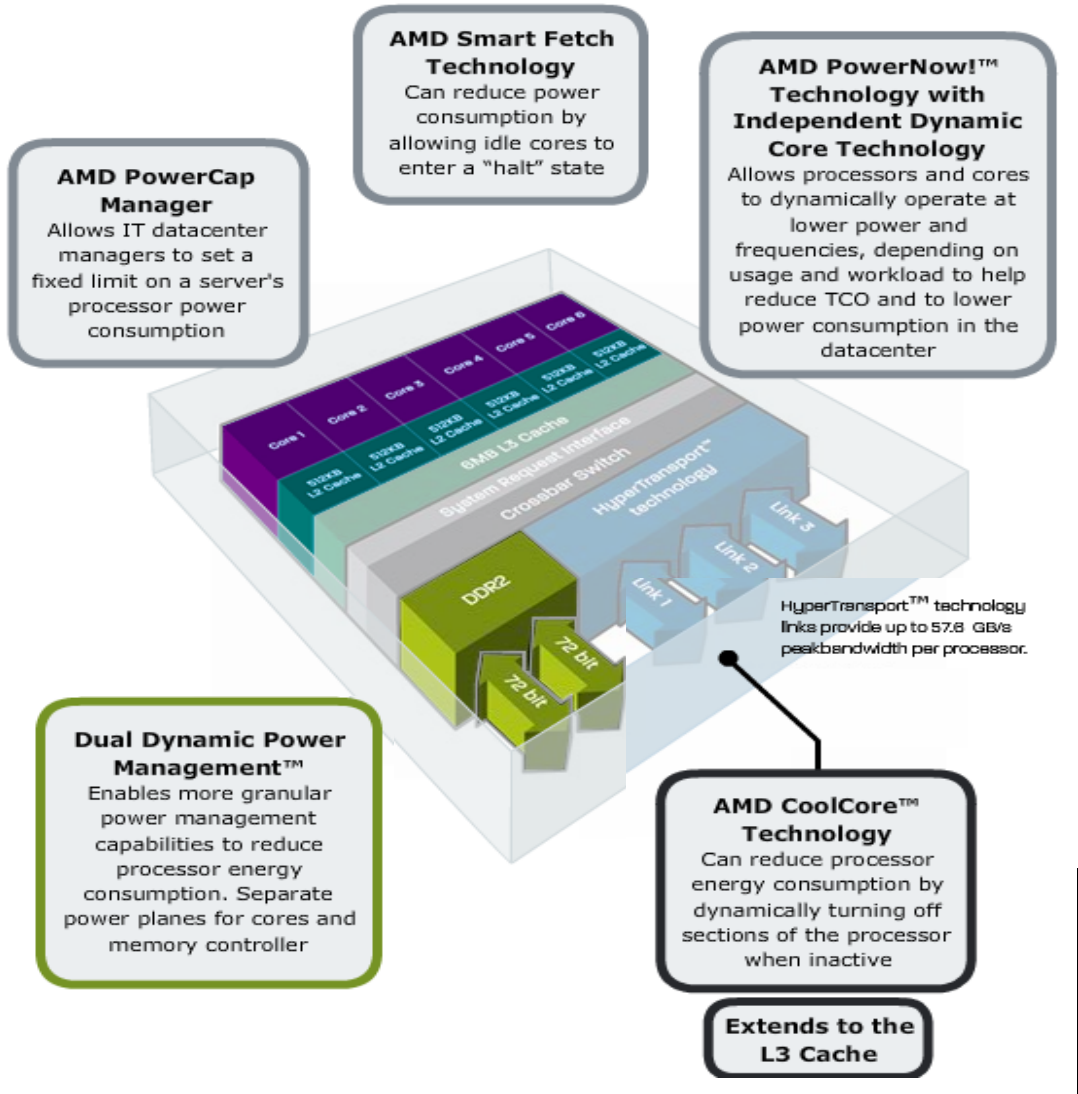 AMD Smart Fetch
Technology
Can reduce power
consumption by
allowing idle cores to
enter a “halt” state
AMD PowerNow!™
Technology with
Independent Dynamic
Core Technology
Allows processors and cores
to dynamically operate at
lower power and
frequencies, depending on
usage and workload to help
reduce TCO and to lower
power consumption in the
datacenter
AMD PowerCap
Manager
Allows IT datacenter
managers to set a
fixed limit on a server's
processor power
consumption
Core 1
Core 2
Core 3
Core 4
Core 5
Core 6
512KB
L2 Cache
512KB
L2 Cache
512KB
L2 Cache
512KB
L2 Cache
512KB
L2 Cache
512KB
L2 Cache
6MB L3 Cache
System Request Interface
Crossbar Switch
HyperTransport™
technology
DDR2
72 bit
72 bit
Link 1
Link 2
Link 3
HyperTransport™ technology
links provide up to 57.6 GB/s
peakbandwidth per processor.
Dual Dynamic Power
Management™
Enables more granular
power management
capabilities to reduce
processor energy
consumption. Separate
power planes for cores and
memory controller
AMD CoolCore™
Technology
Can reduce processor
energy consumption by
dynamically turning off
sections of the processor
when inactive
Extends to the
L3 Cache